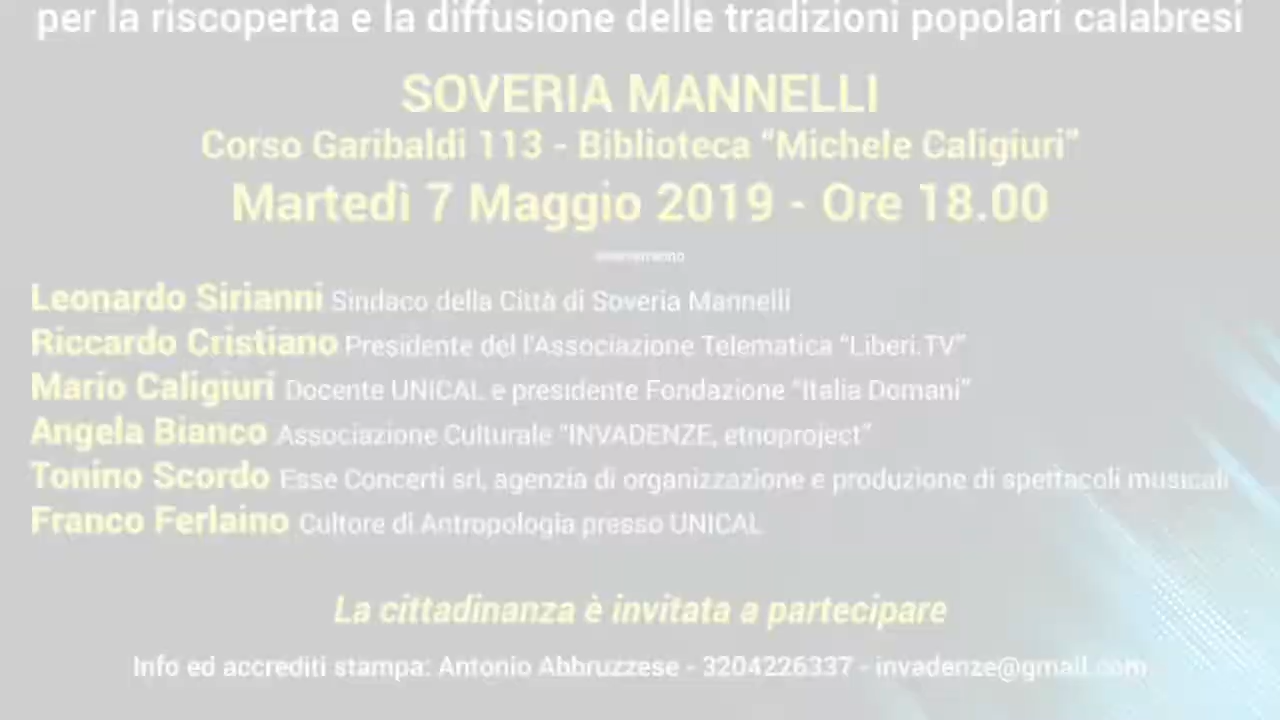 per la riscoperta e la diffusione delle tradizioni popolari calabresi
SOVERIA MANNELLI
Corso Garibaldi 113 - Biblioteca “Michele Caligiuri”
Martedì 7 Maggio 2019 - Ore 18.00
Leonardo Sirianni Sindaco della Città di Soveria Mannelli
Riccardo Cristiano Presidente del l'Associazione Telematica “Liberi.TV”
Mario Caligiuri Docente UNICAL e presidente Fondazione “Italia Domani”
Angela Bianco Associazione Culturale “INVADENZE, etnoproject”
Tonino Scordo Esse Concerti srl, agenzia di organizzazione e produzione di spettacoli musicali
Franco Ferlaino Cultore di Antropologia presso UNICAL
La cittadinanza è invitata a partecipare
Info ed accrediti stampa: Antonio Abbruzzese - 3204226337 - invadenze@gmail.com